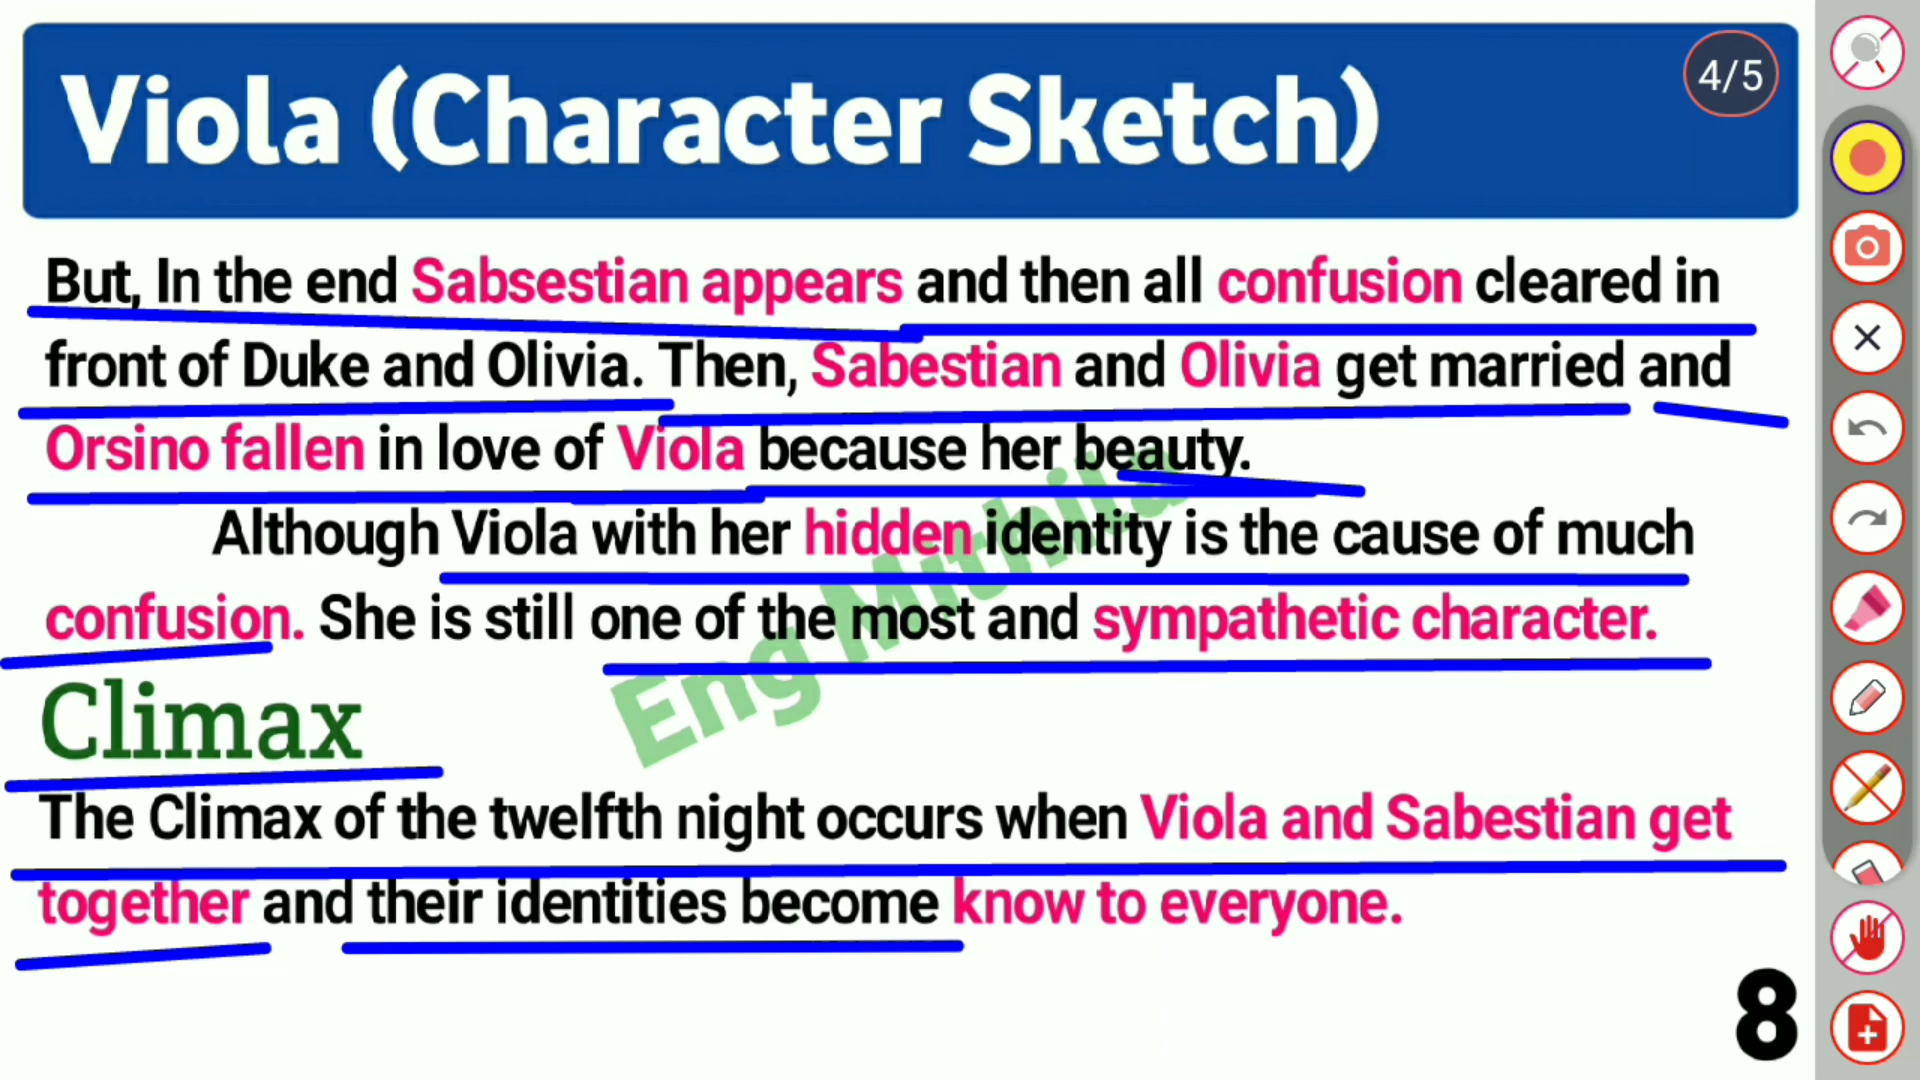 Viola (Character Sketch)
4/5
But, In the end Sabsestian appears and then all confusion cleared in
front of Duke and Olivia. Then, Sabestian and Olivia get married and
Orsino fallen in love of Viola because her beauty.
Although Viola with her hidden identity is the cause of much
confusion. She is still one of the most and sympathetic character.
Eng Mithila
Climax
The Climax of the twelfth night occurs when Viola and Sabestian get
together and their identities become know to everyone.
8